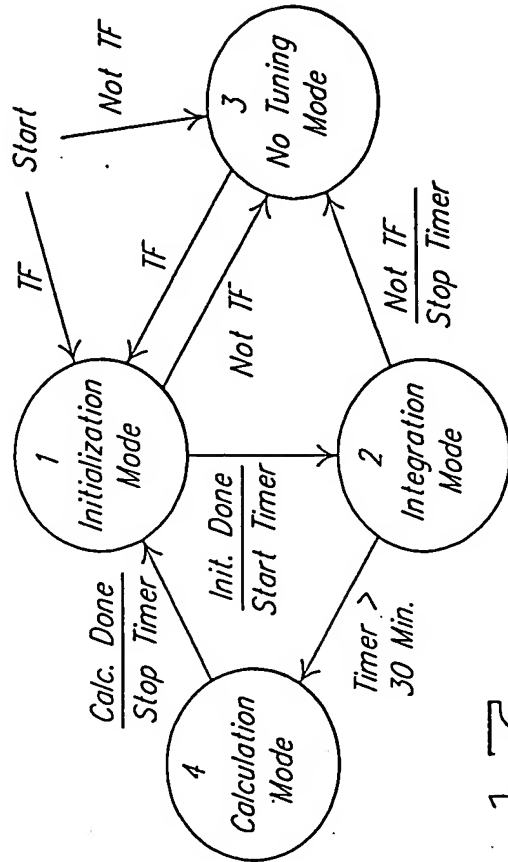 Start
TF
Not TF
1
Initialization
Mode
TF
Not TF
3
No Tuning
Mode
Calc. Done
Stop Timer
Init. Done
Start Timer
Not TF
Stop Timer
4
Calculation
Mode
Timer >
30 Min.
2
Integration
Mode
17